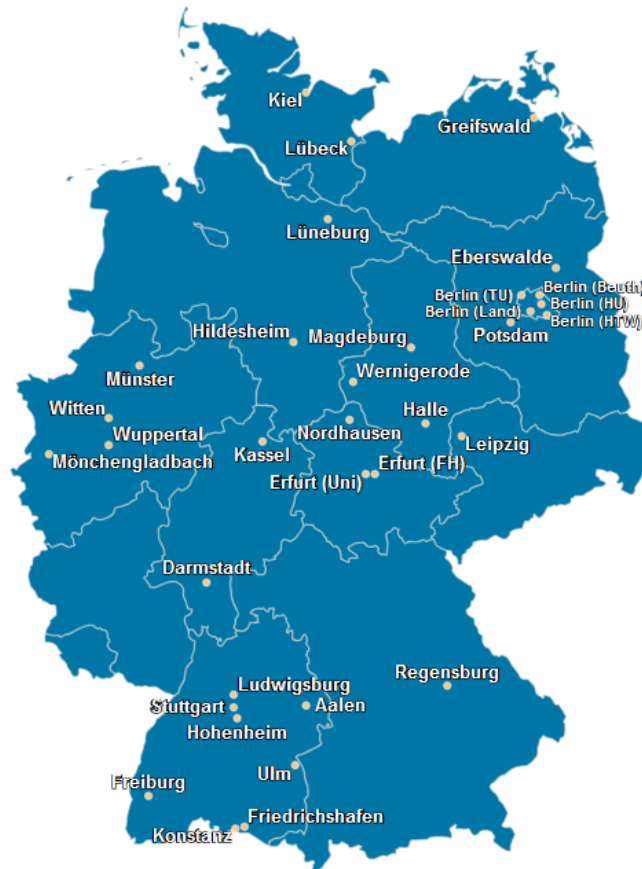 Kiel
Greifswald
Lübeck
Lüneburg
Eberswalde
Berlin (TU)
Berlin (Beuth)
Berlin (HU)
Berlin (Land)
Berlin (HTW)
Potsdam
Hildesheim
Magdeburg
Münster
Wernigerode
Witten
Halle
Nordhausen
Wuppertal
Kassel
Leipzig
Mönchengladbach
Erfurt (FH)
Erfurt (Uni)
Darmstadt
Regensburg
Ludwigsburg
Stuttgart
Aalen
Hohenheim
Ulm
Freiburg
Friedrichshafen
Konstanz